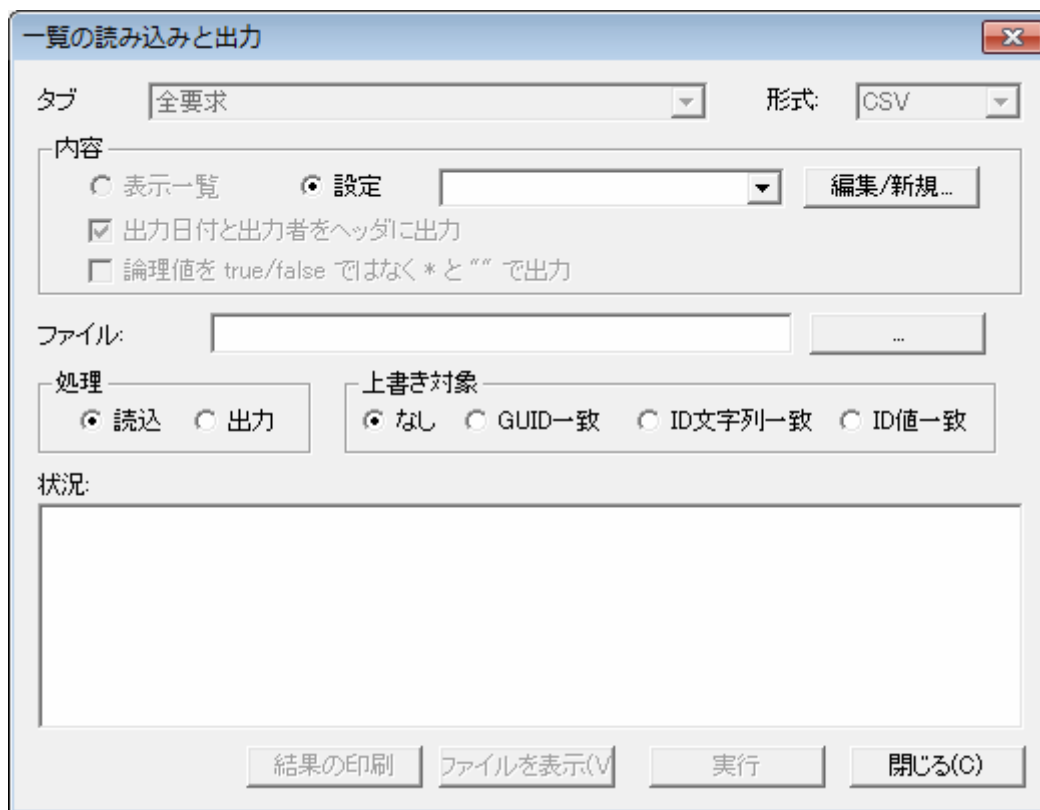 一覧の読み込みと出力
タブ 全要求 形式: CSV
内容
表示一覧 設定 編集/新規...
出力日付と出力者をヘッダに出力
論理値を true/false ではなく * と "" で出力
ファイル: ...
処理 上書き対象
読込 出力 なし GUID一致 ID文字列一致 ID値一致
状況:
結果の印刷 ファイルを表示(V 実行 閉じる(C)